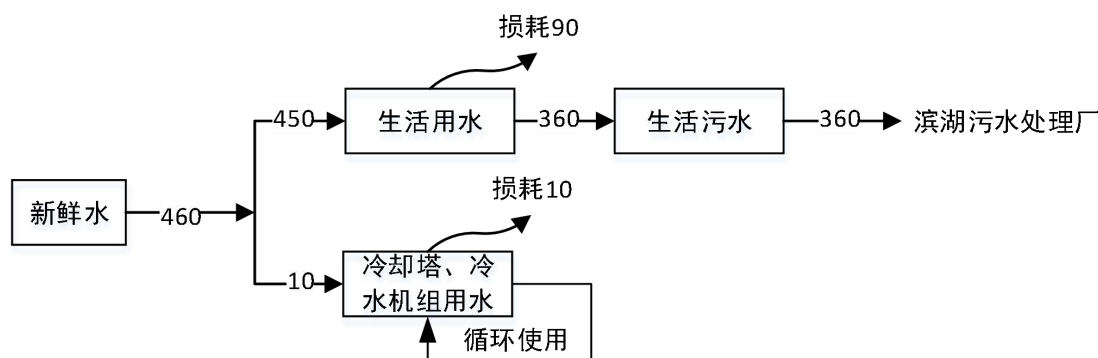 损耗90
450
生活用水
360
生活污水
360
滨湖污水处理厂
新鲜水
460
损耗10
10
冷却塔、冷
水机组用水
循环使用